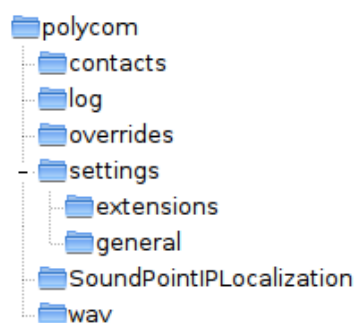 polycom
contacts
log
overrides
settings
extensions
general
SoundPointIPLocalization
wav